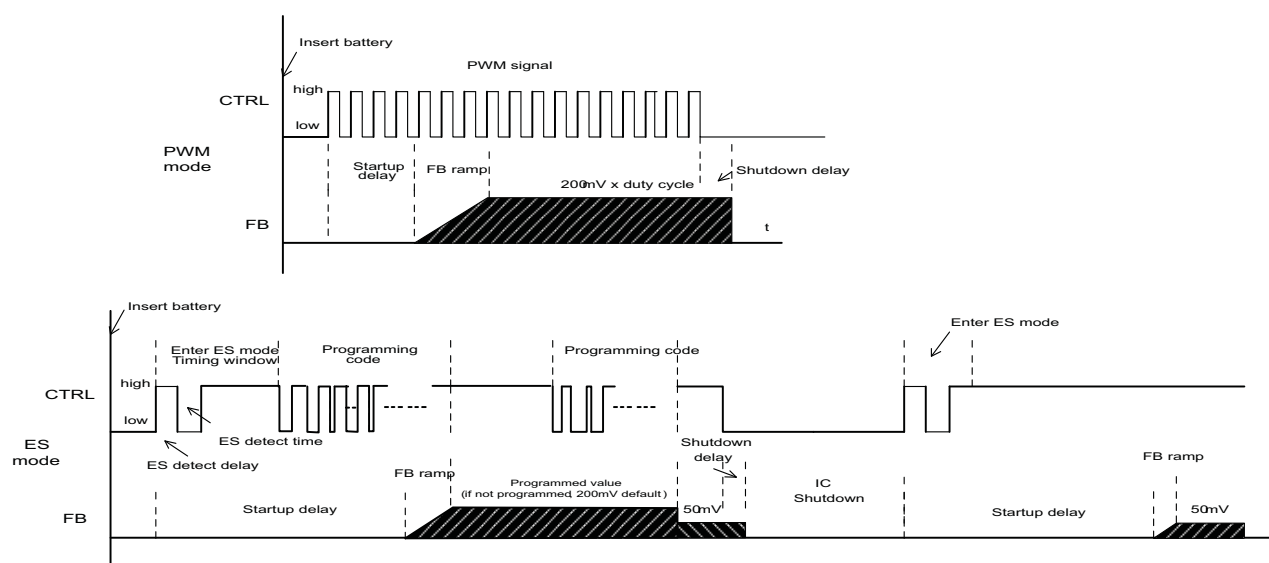 Insert battery
PWM signal
CTRL
high
low
PWM
mode
Startup
delay
FB ramp
200mV x duty cycle
Shutdown delay
FB
t
Insert battery
Enter ES mode
Timing window
Programming
code
Programming code
Enter ES mode
CTRL
high
low
ES
mode
ES detect time
ES detect delay
Shutdown
delay
FB ramp
Programmed value
(if not programmed, 200mV default)
50mV
IC
Shutdown
FB ramp
FB
Startup delay
Startup delay
50mV